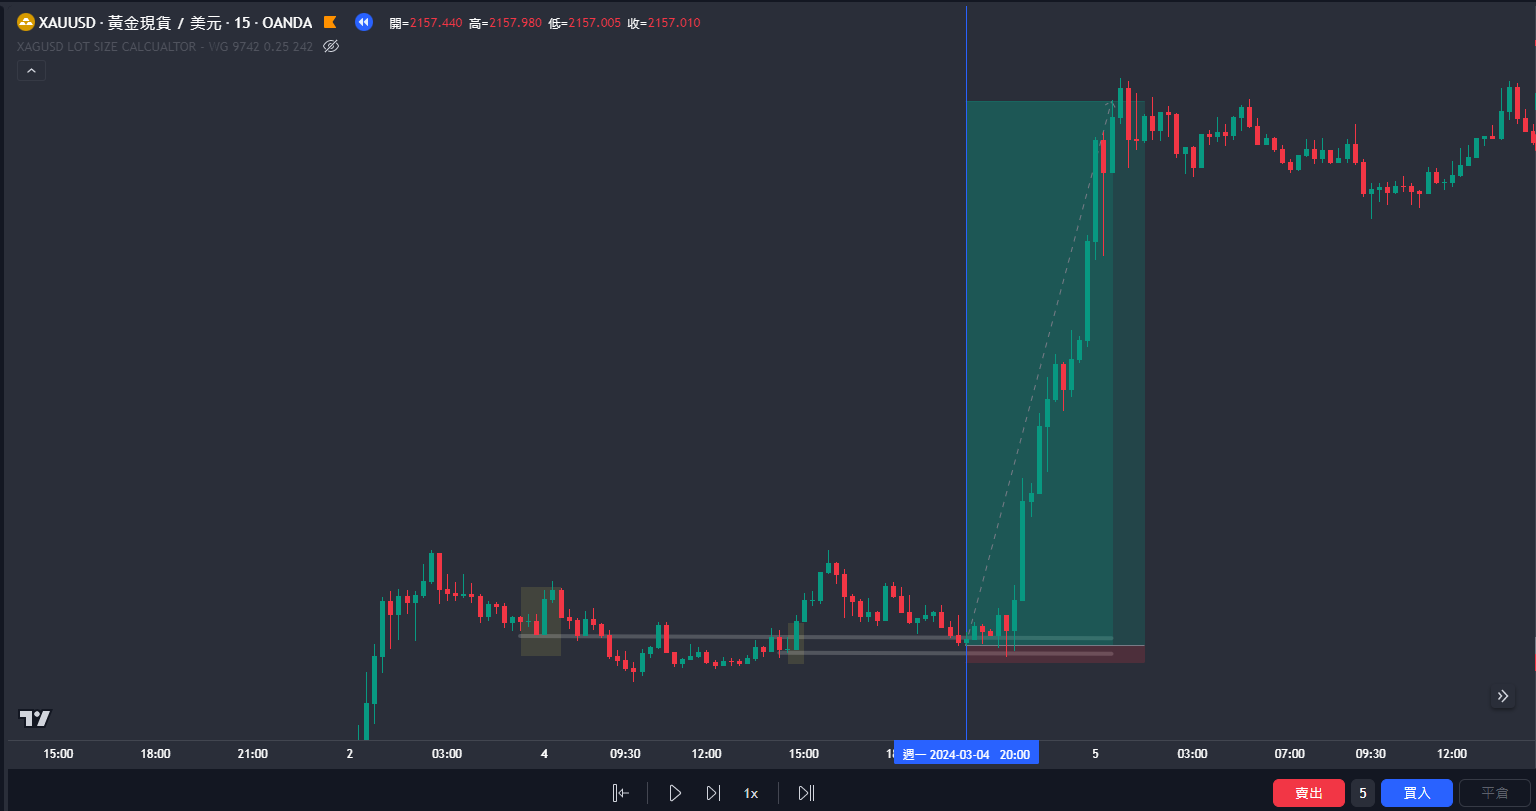 XAUUSD · 黃金現貨 / 美元 · 15 · OANDA 開=2157.440 高=2157.980 低=2157.005 收=2157.010
XAGUSD LOT SIZE CALCUALTOR - WG 9742 0.25 242
15:00 18:00 21:00 2 03:00 4 09:30 12:00 15:00 週一 2024-03-04 20:00 5 03:00 07:00 09:30 12:00
1x 賣出 5 買入 平倉